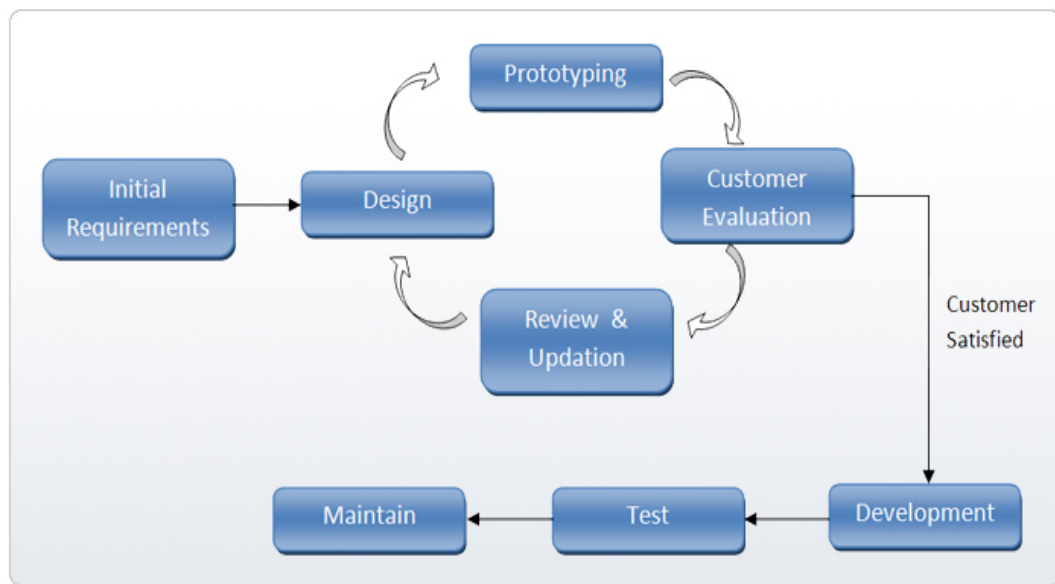 Prototyping
Initial
Requirements
Design
Customer
Evaluation
Review &
Updation
Customer
Satisfied
Maintain
Test
Development